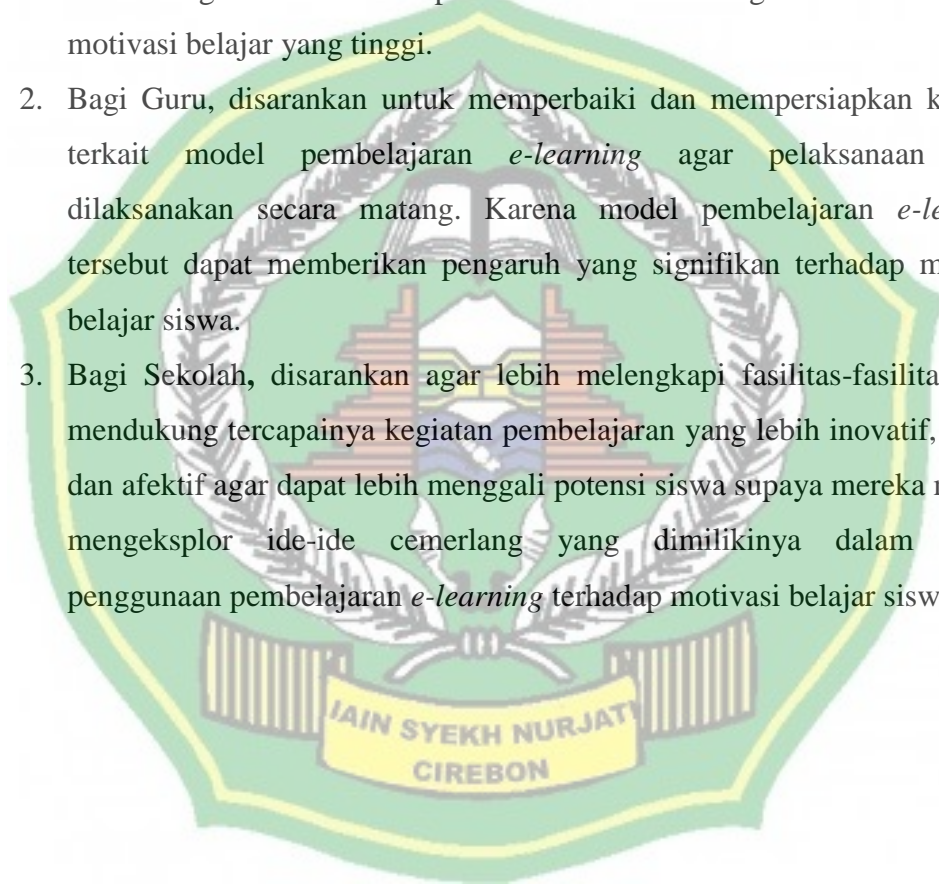 motivasi belajar yang tinggi.
2. Bagi Guru, disarankan untuk memperbaiki dan mempersiapkan
terkait model pembelajaran e-learning agar pelaksanaan
dilaksanakan secara matang. Karena model pembelajaran
tersebut dapat memberikan pengaruh yang signifikan terhadap
belajar siswa.
3. Bagi Sekolah, disarankan agar lebih melengkapi
mendukung tercapainya kegiatan pembelajaran yang lebih inovatif,
dan afektif agar dapat lebih menggali potensi siswa supaya mereka
mengeksplor ide-ide cemerlang yang dimilikinya dalam
penggunaan pembelajaran e-learning terhadap motivasi belajar
IAIN SYEKH NURJATI
CIREBON